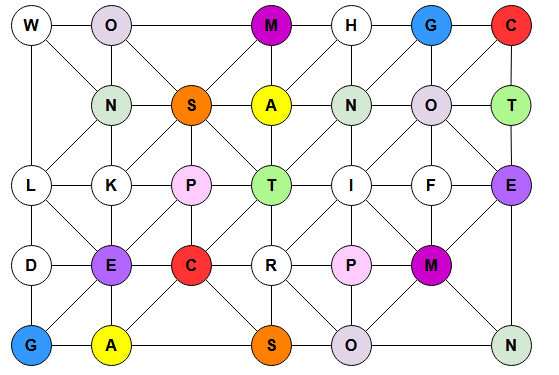 W O M H G C
N S A N O T
L K P T I F E
D E C R P M
G A S O N